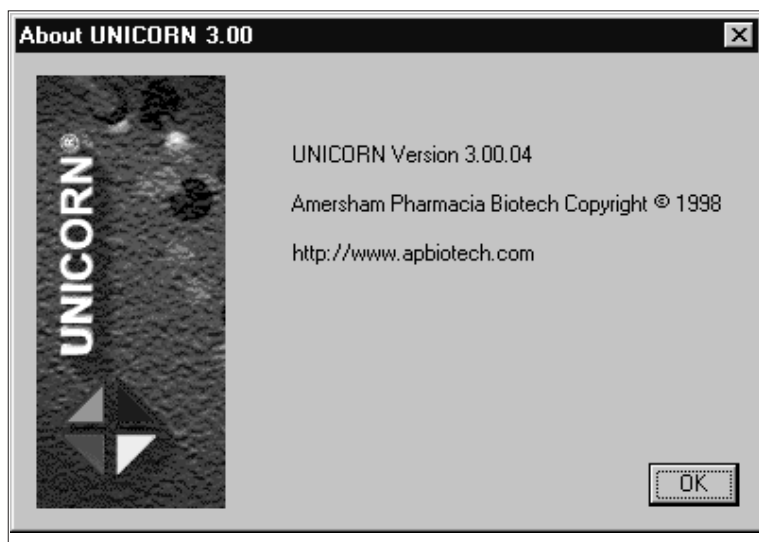 About UNICORN 3.00
UNICORN®
UNICORN Version 3.00.04
Amersham Pharmacia Biotech Copyright © 1998
http://www.apbiotech.com
OK